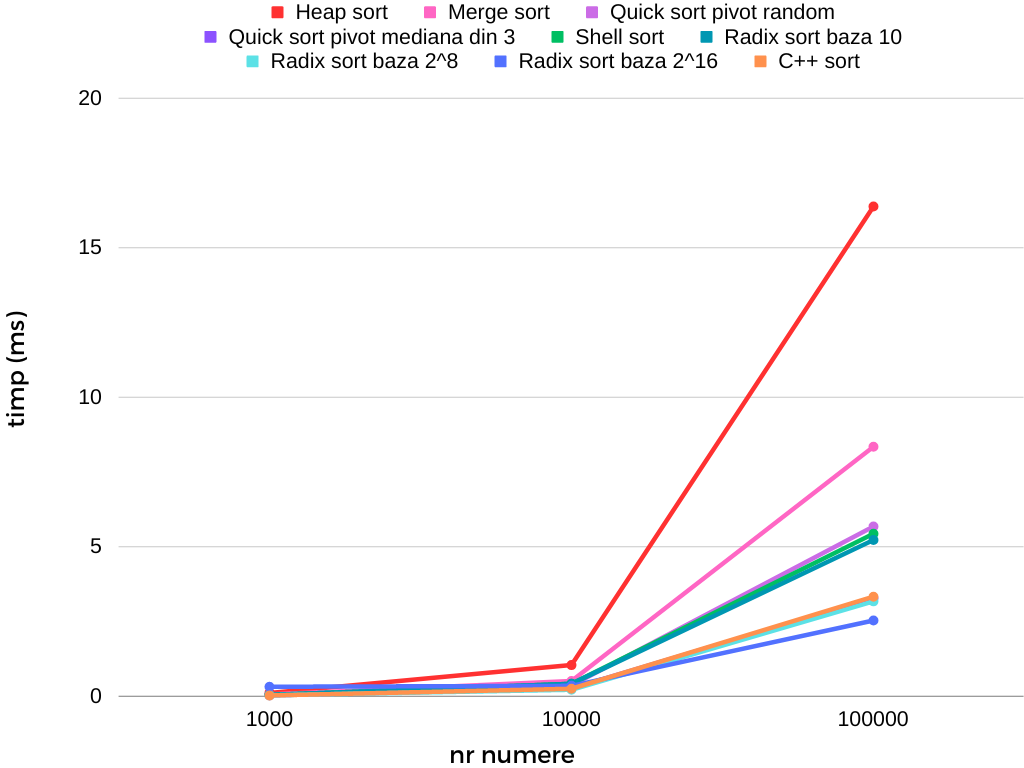 Heap sort Merge sort Quick sort pivot random
Quick sort pivot mediana din 3 Shell sort Radix sort baza 10
Radix sort baza 2^8 Radix sort baza 2^16 C++ sort
20
15
10
5
0
timp (ms)
1000 10000 100000
nr numere